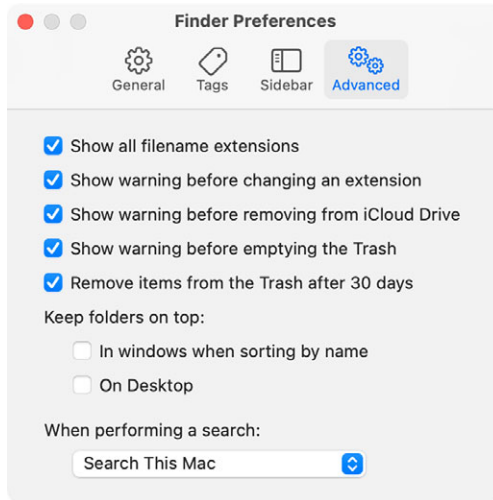 Finder Preferences
General Tags Sidebar Advanced
Show all filename extensions
Show warning before changing an extension
Show warning before removing from iCloud Drive
Show warning before emptying the Trash
Remove items from the Trash after 30 days
Keep folders on top:
In windows when sorting by name
On Desktop
When performing a search:
Search This Mac